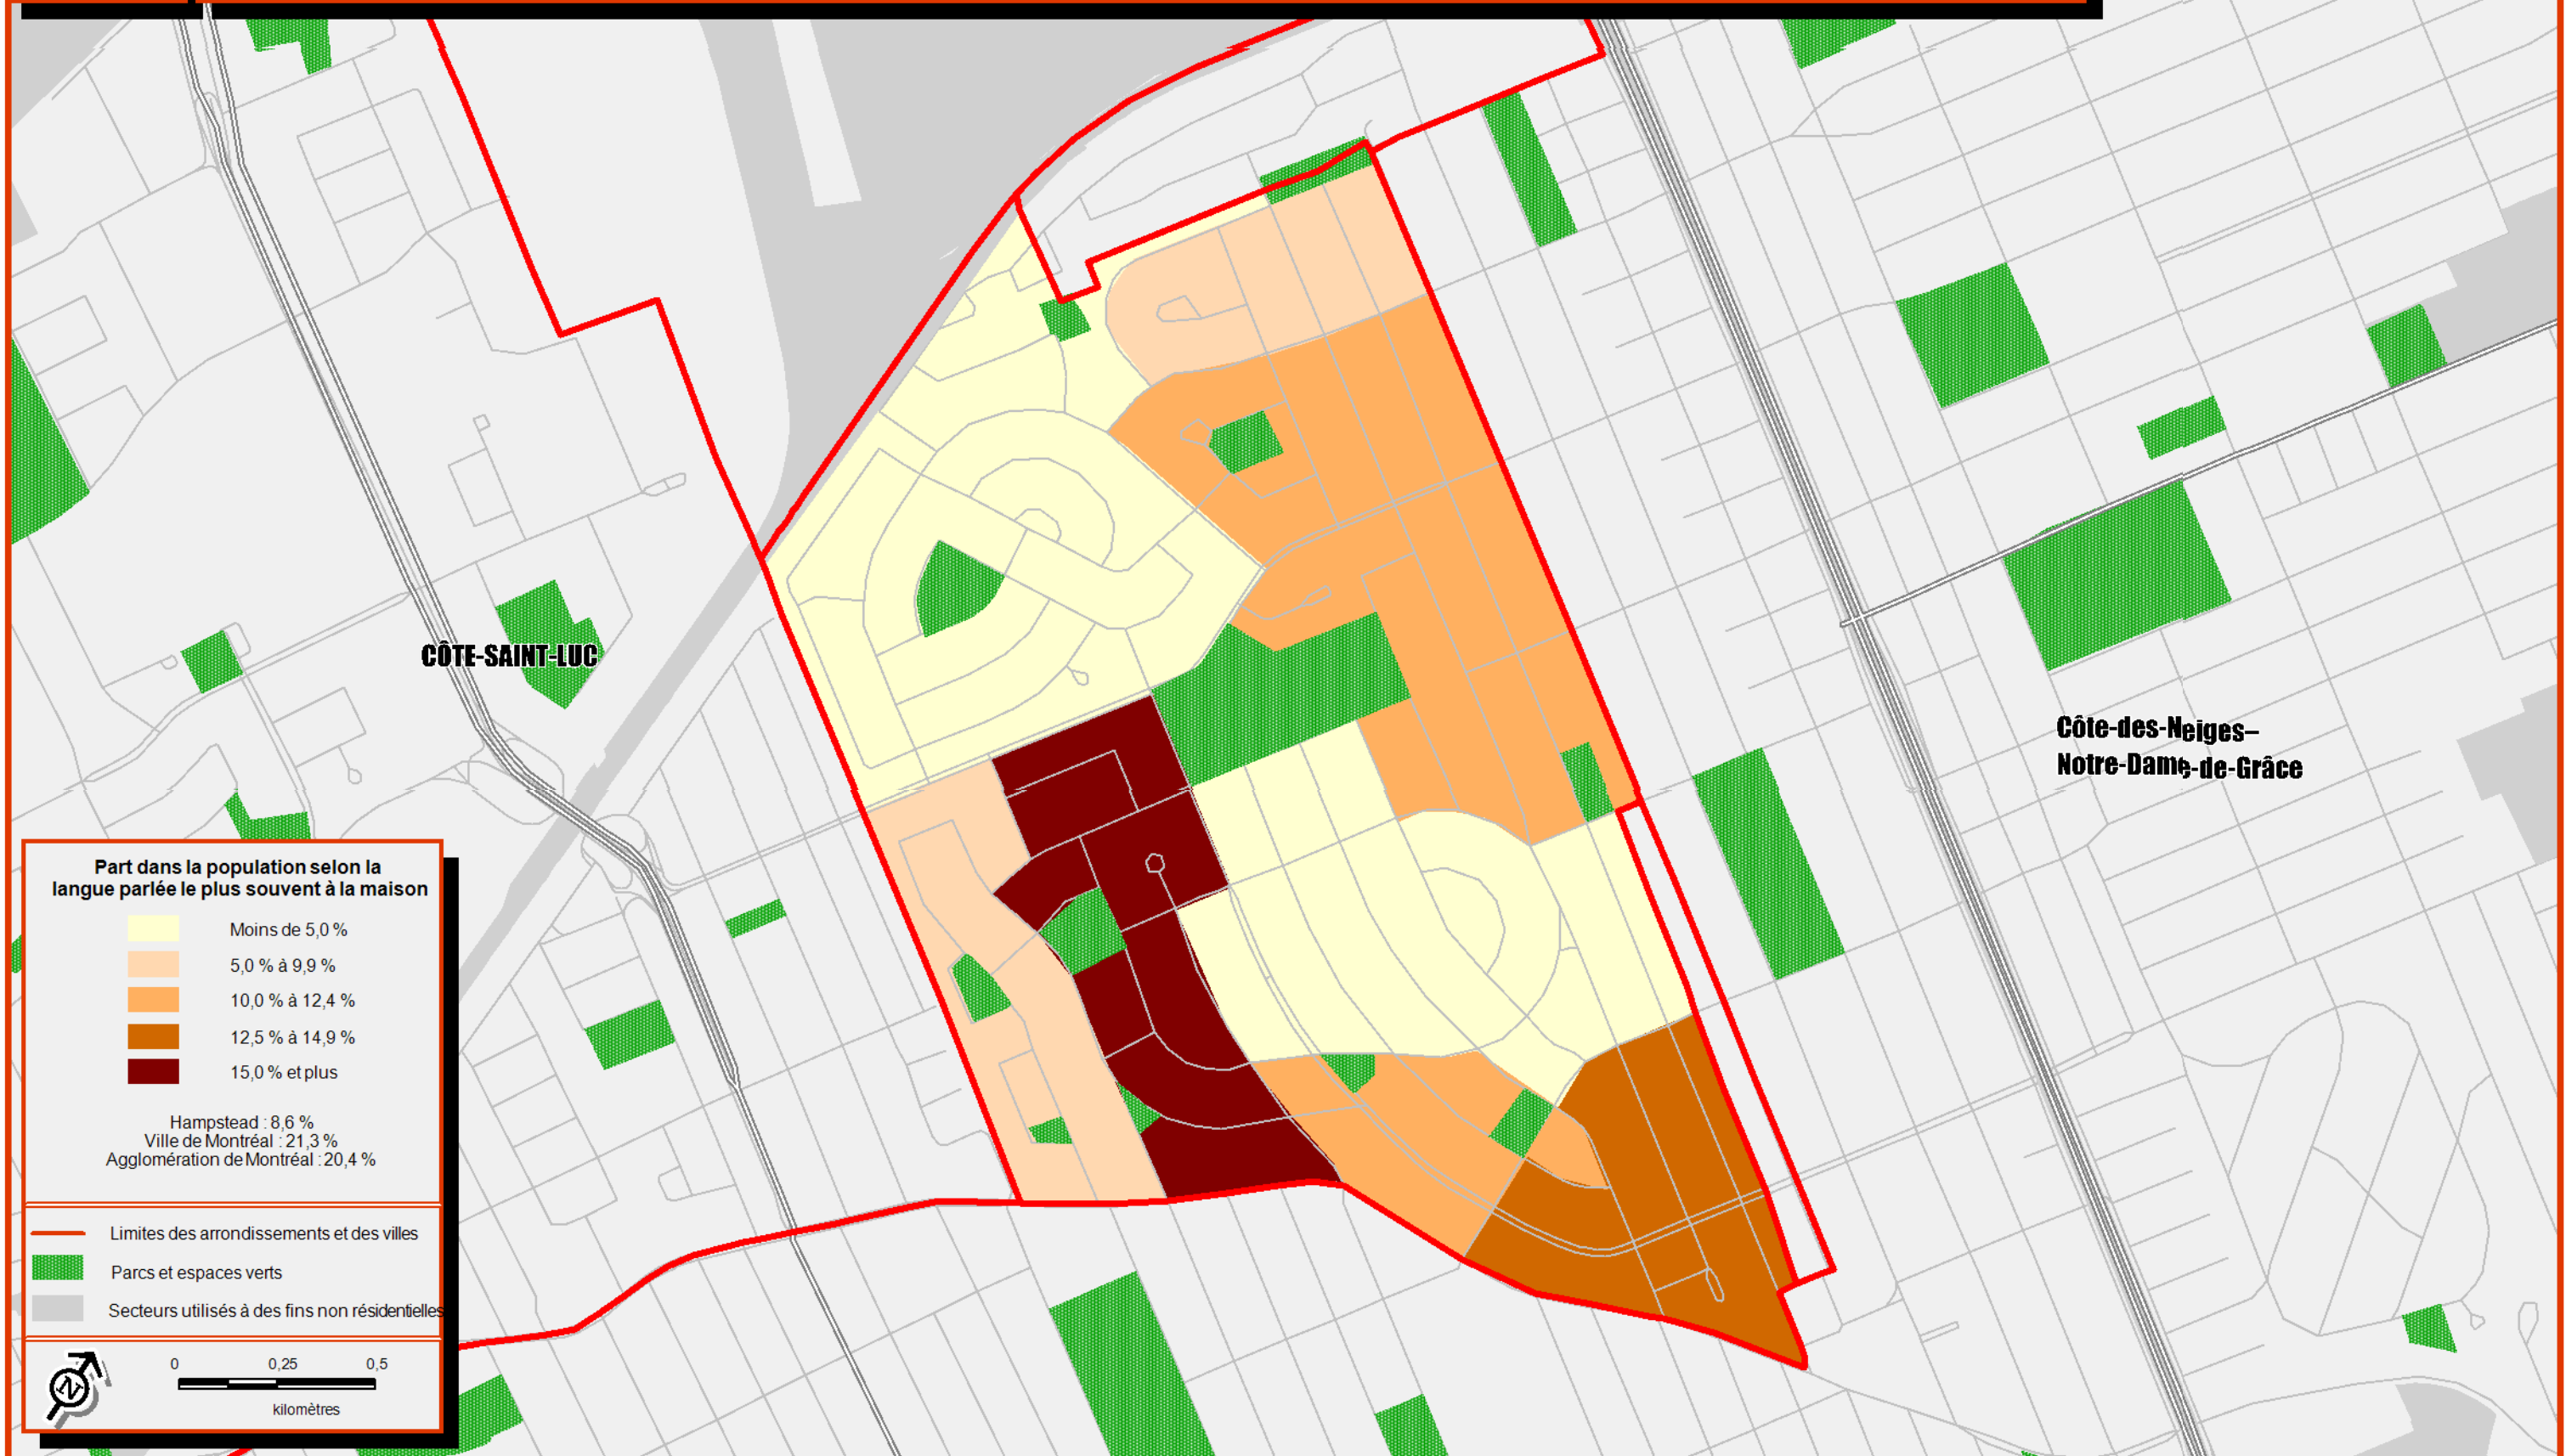 CÔTE-SAINT-LUC
Côte-des-Neiges–
Notre-Dame-de-Grâce
Part dans la population selon la
langue parlée le plus souvent à la maison
Moins de 5,0 %
5,0 % à 9,9 %
10,0 % à 12,4 %
12,5 % à 14,9 %
15,0 % et plus
Hampstead : 8,6 %
Ville de Montréal : 21,3 %
Agglomération de Montréal : 20,4 %
Limites des arrondissements et des villes
Parcs et espaces verts
Secteurs utilisés à des fins non résidentielles
N
0 0,25 0,5
kilomètres